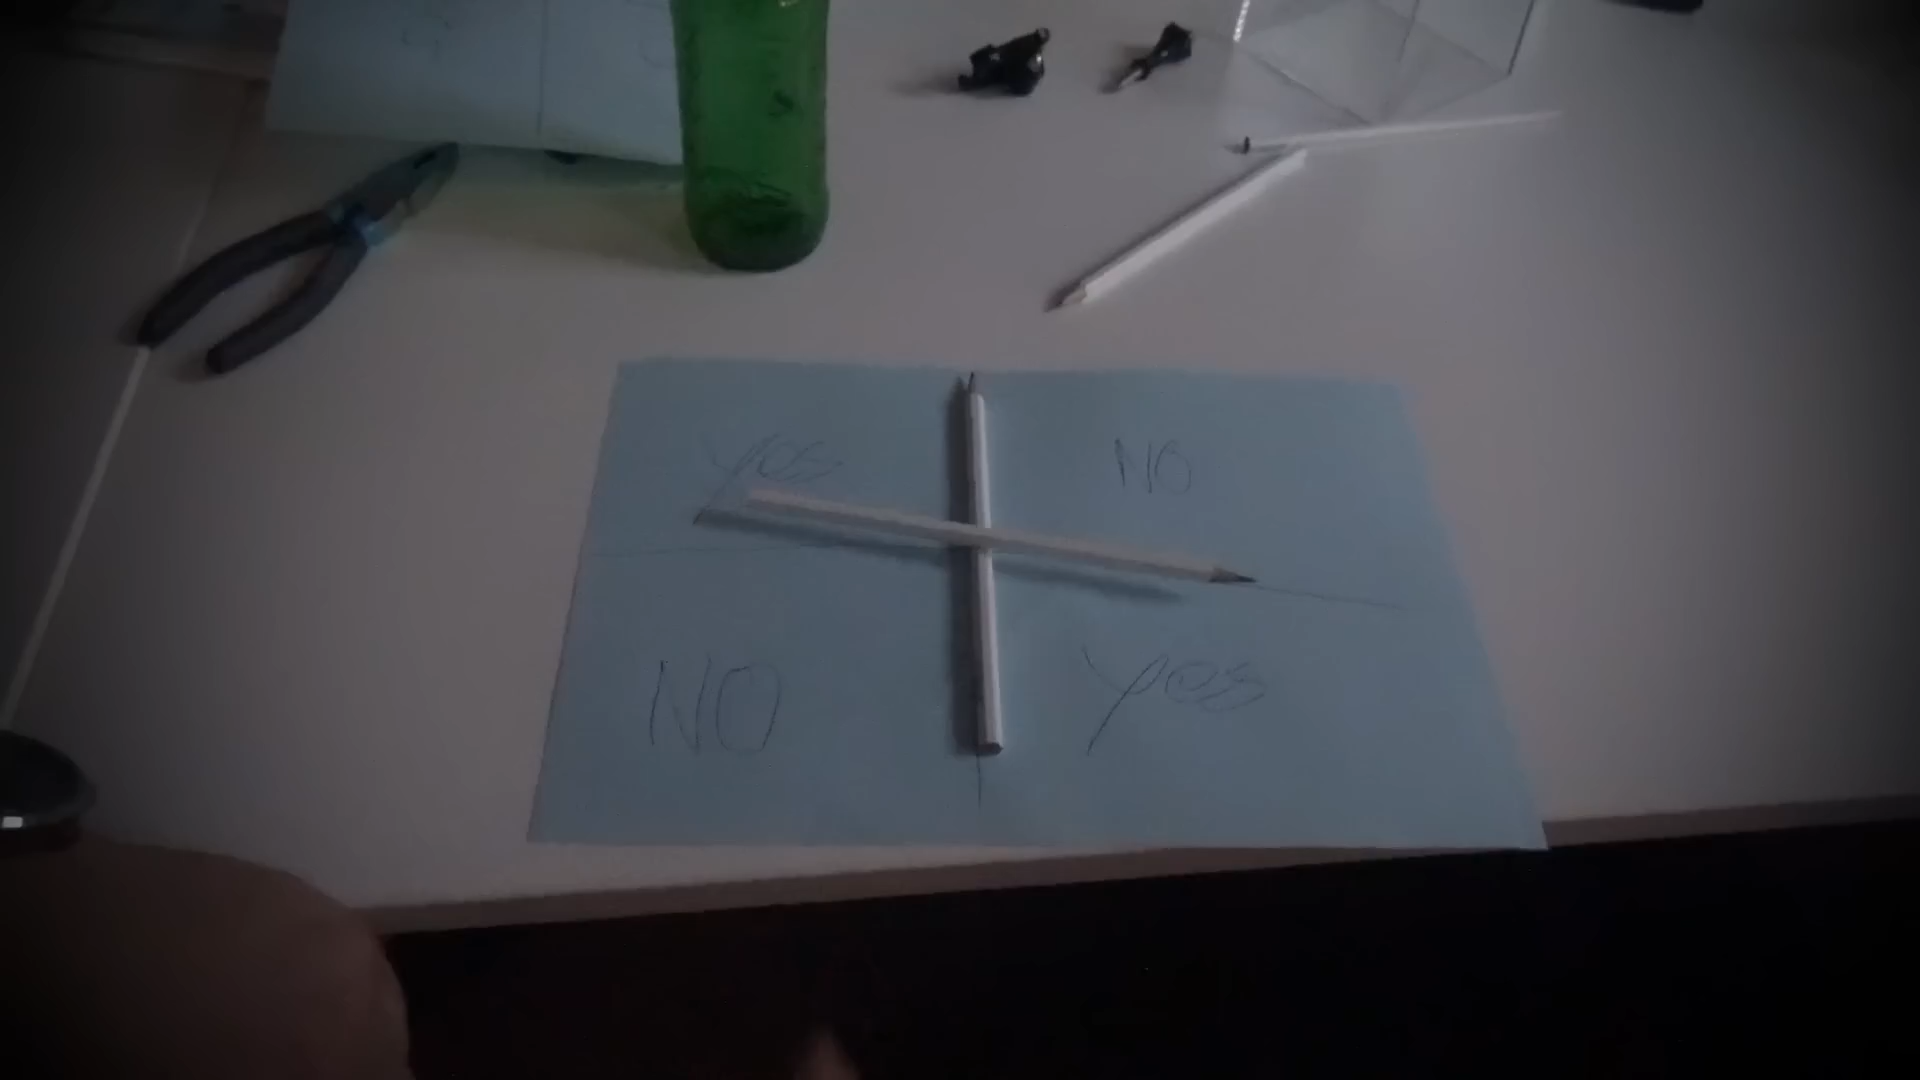 Yes NO
NO Yes